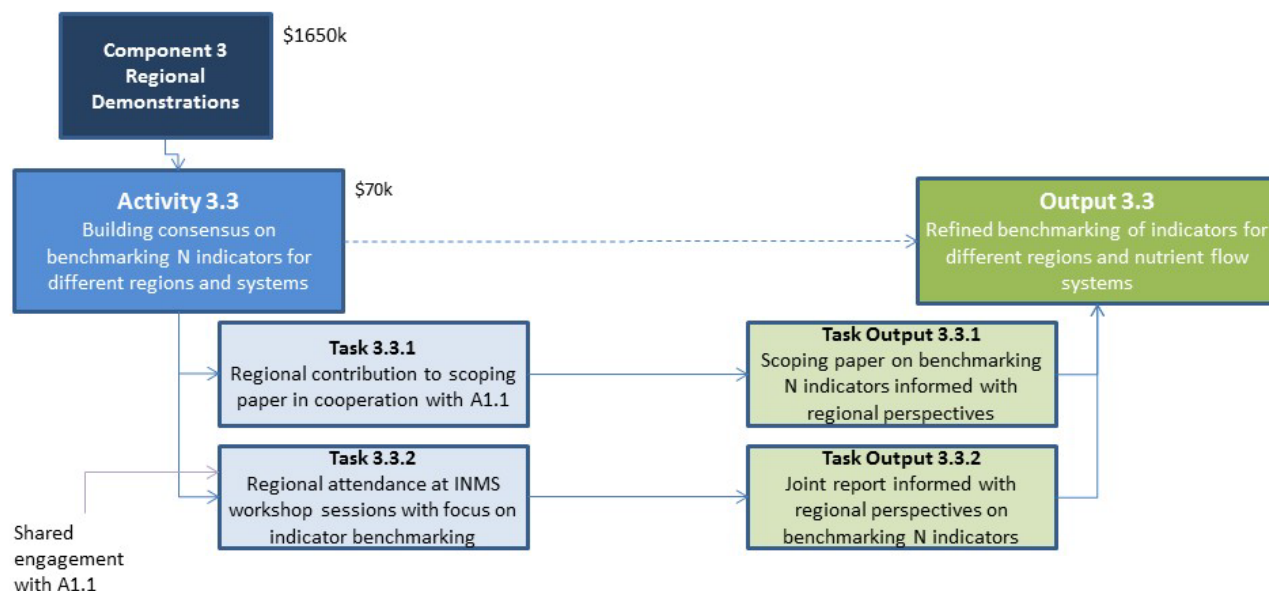 Component 3
Regional
Demonstrations
$1650k
Activity 3.3
Building consensus on
benchmarking N indicators for
different regions and systems
$70k
Output 3.3
Refined benchmarking of indicators for
different regions and nutrient flow
systems
Task 3.3.1
Regional contribution to scoping
paper in cooperation with A1.1
Task Output 3.3.1
Scoping paper on benchmarking
N indicators informed with
regional perspectives
Task 3.3.2
Regional attendance at INMS
workshop sessions with focus on
indicator benchmarking
Task Output 3.3.2
Joint report informed with
regional perspectives on
benchmarking N indicators
Shared
engagement
with A1.1